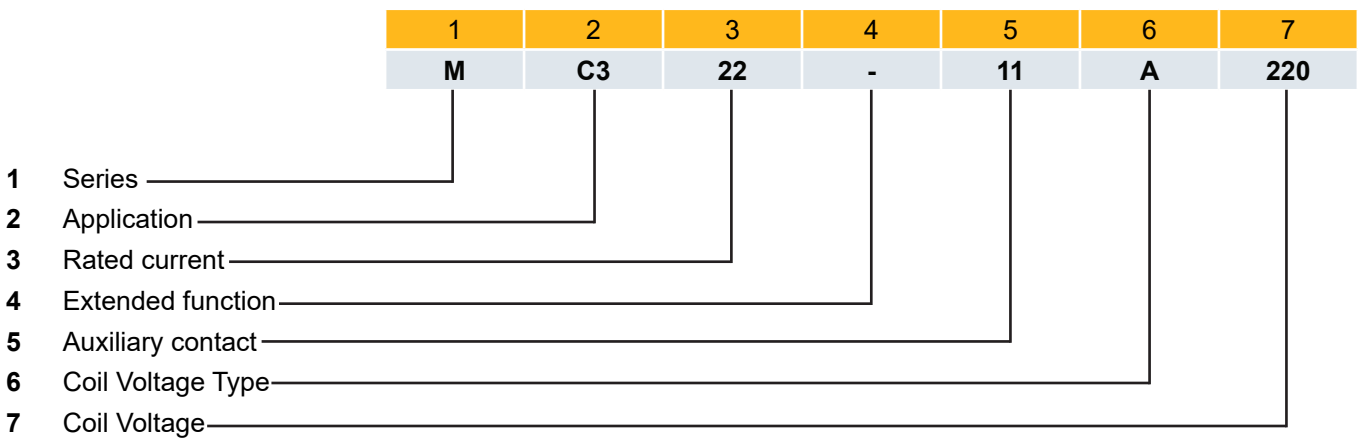 1 2 3 4 5 6 7
M C3 22 - 11 A 220
1 Series
2 Application
3 Rated current
4 Extended function
5 Auxiliary contact
6 Coil Voltage Type
7 Coil Voltage